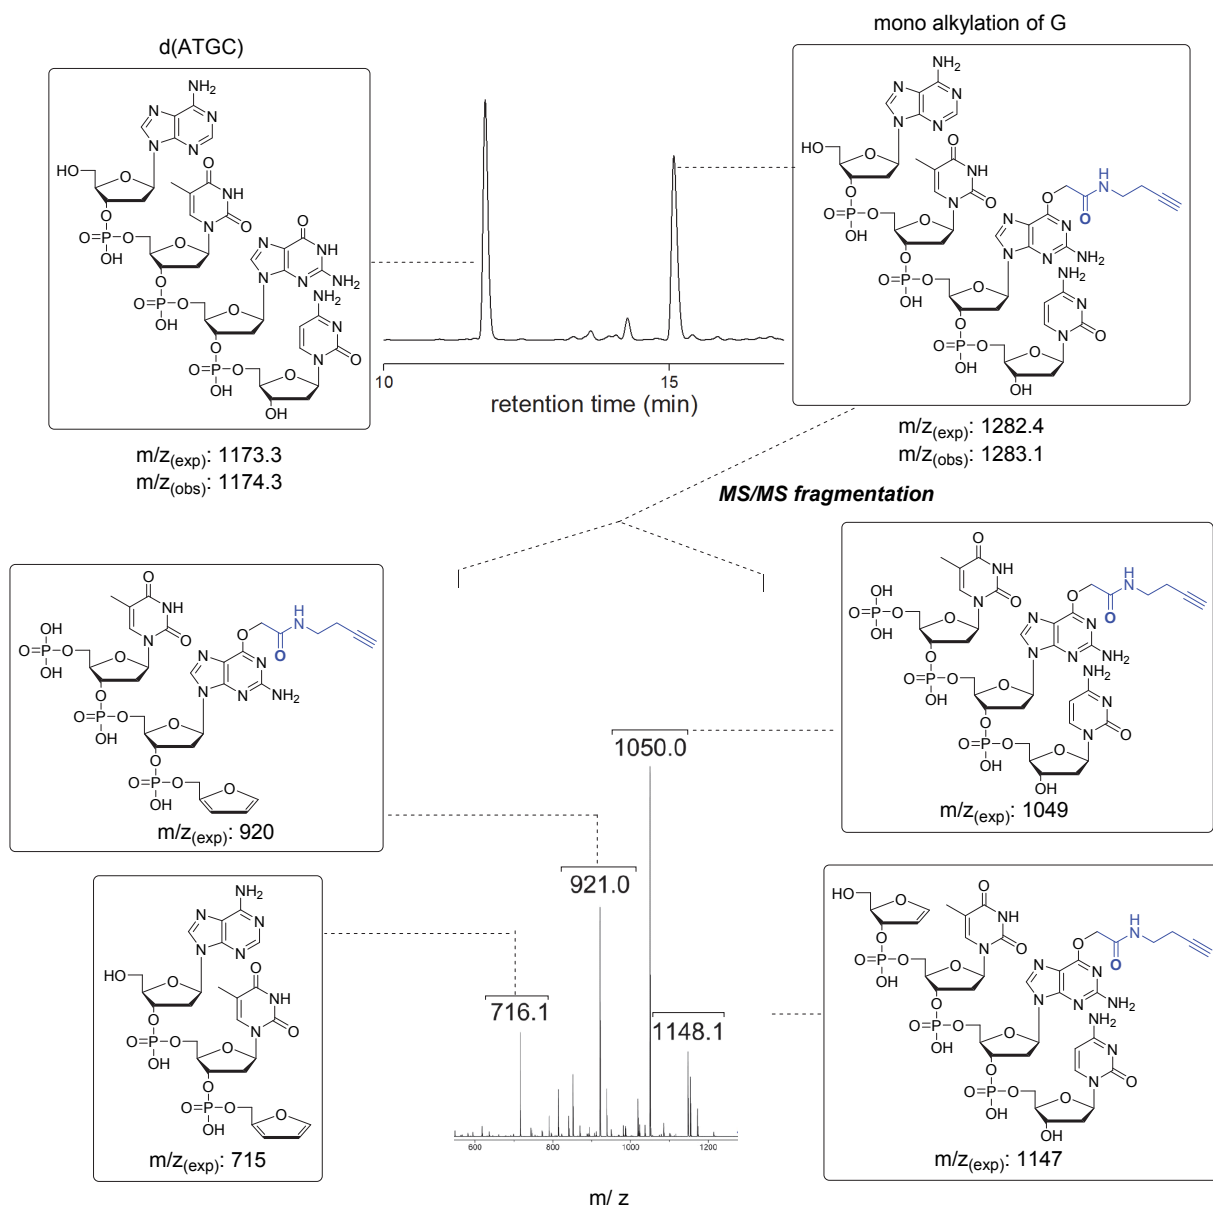 d(ATGC)
mono alkylation of G
10
15
retention time (min)
m/z(exp): 1173.3
m/z(obs): 1174.3
m/z(exp): 1282.4
m/z(obs): 1283.1
MS/MS fragmentation
m/z(exp): 920
m/z(exp): 1049
1050.0
921.0
716.1
1148.1
m/z(exp): 715
m/z(exp): 1147
600
800
1000
1200
m/ z